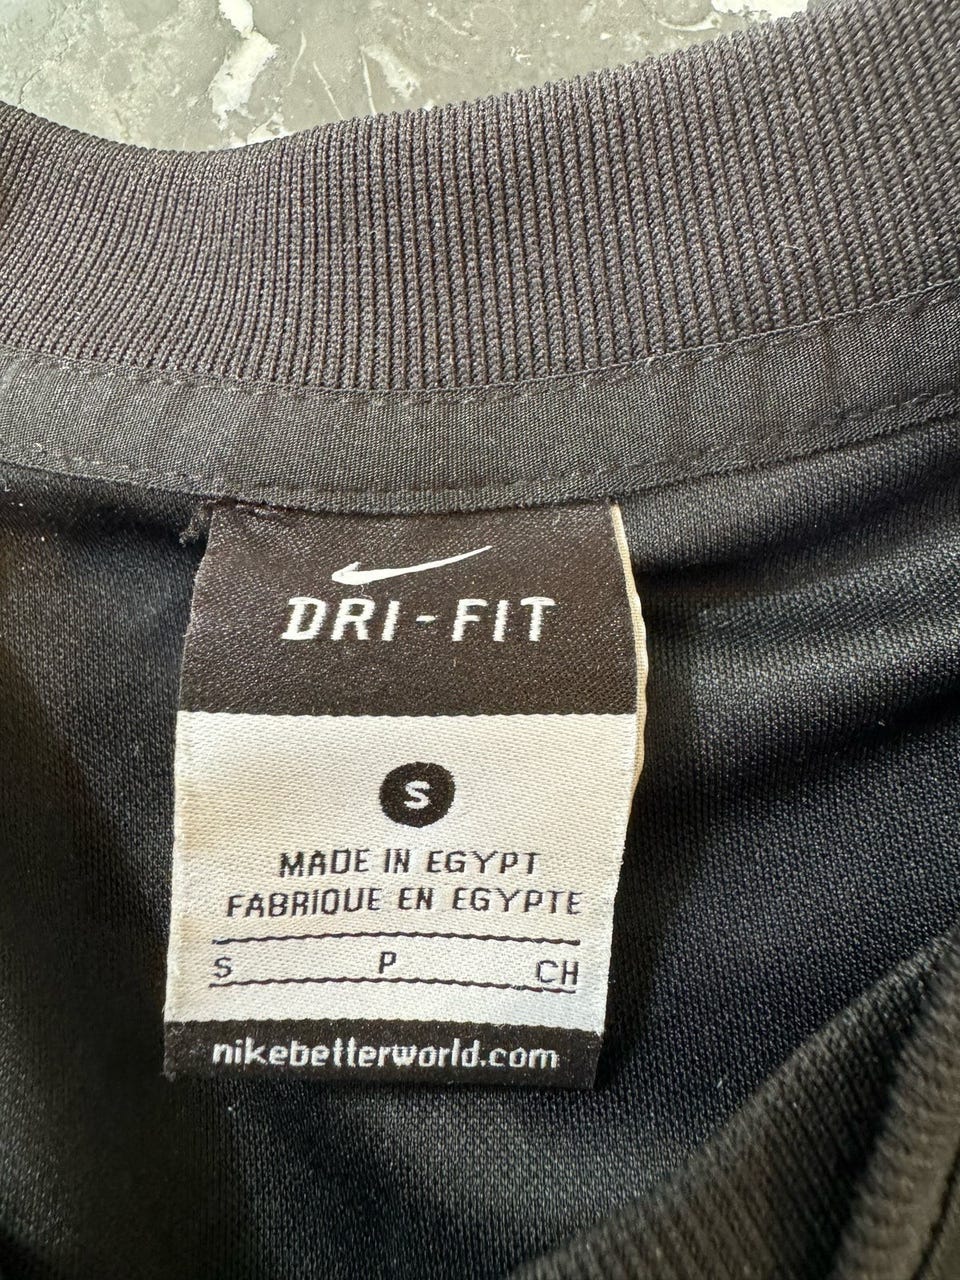 DRI-FIT
S
MADE IN EGYPT
FABRIQUE EN EGYPTE
S P CH
nikebetterworld.com